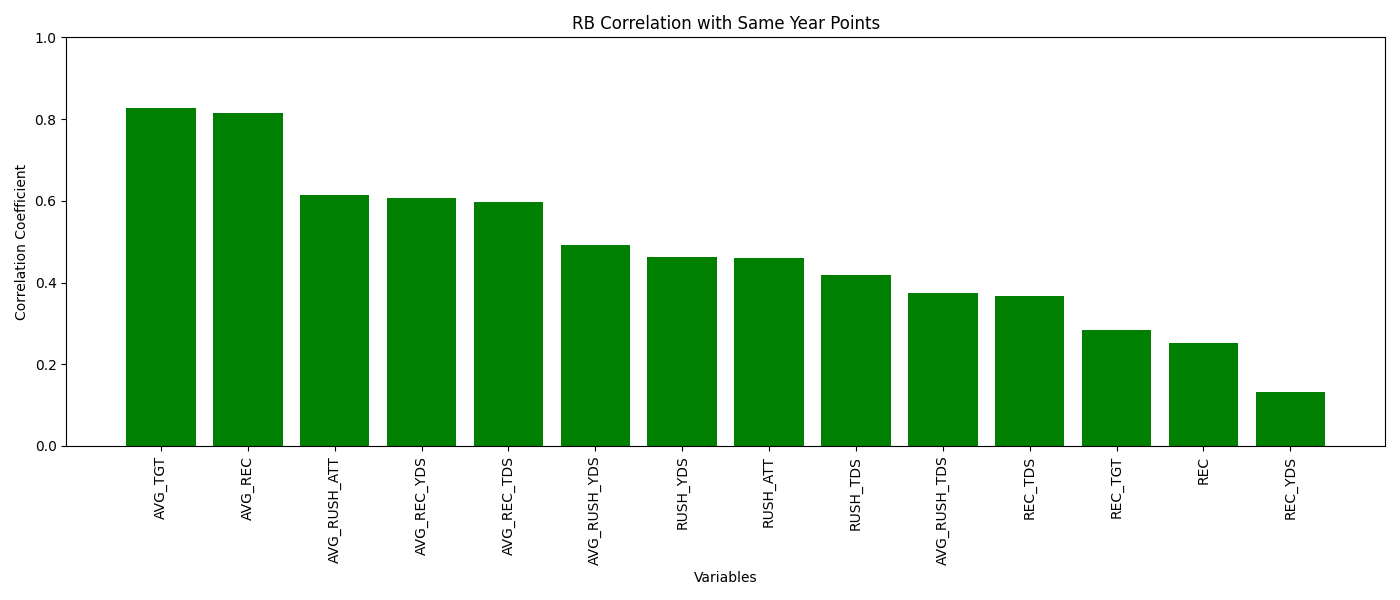 RB Correlation with Same Year Points
Correlation Coefficient
1.0
0.8
0.6
0.4
0.2
0.0
AVG_TGT
AVG_REC
AVG_RUSH_ATT
AVG_REC_YDS
AVG_REC_TDS
AVG_RUSH_YDS
RUSH_YDS
RUSH_ATT
RUSH_TDS
AVG_RUSH_TDS
REC_TDS
REC_TGT
REC
REC_YDS
Variables